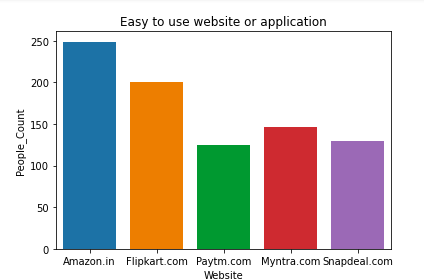 Easy to use website or application
People_Count
250
200
150
100
50
0
Amazon.in Flipkart.com Paytm.com Myntra.com Snapdeal.com
Website